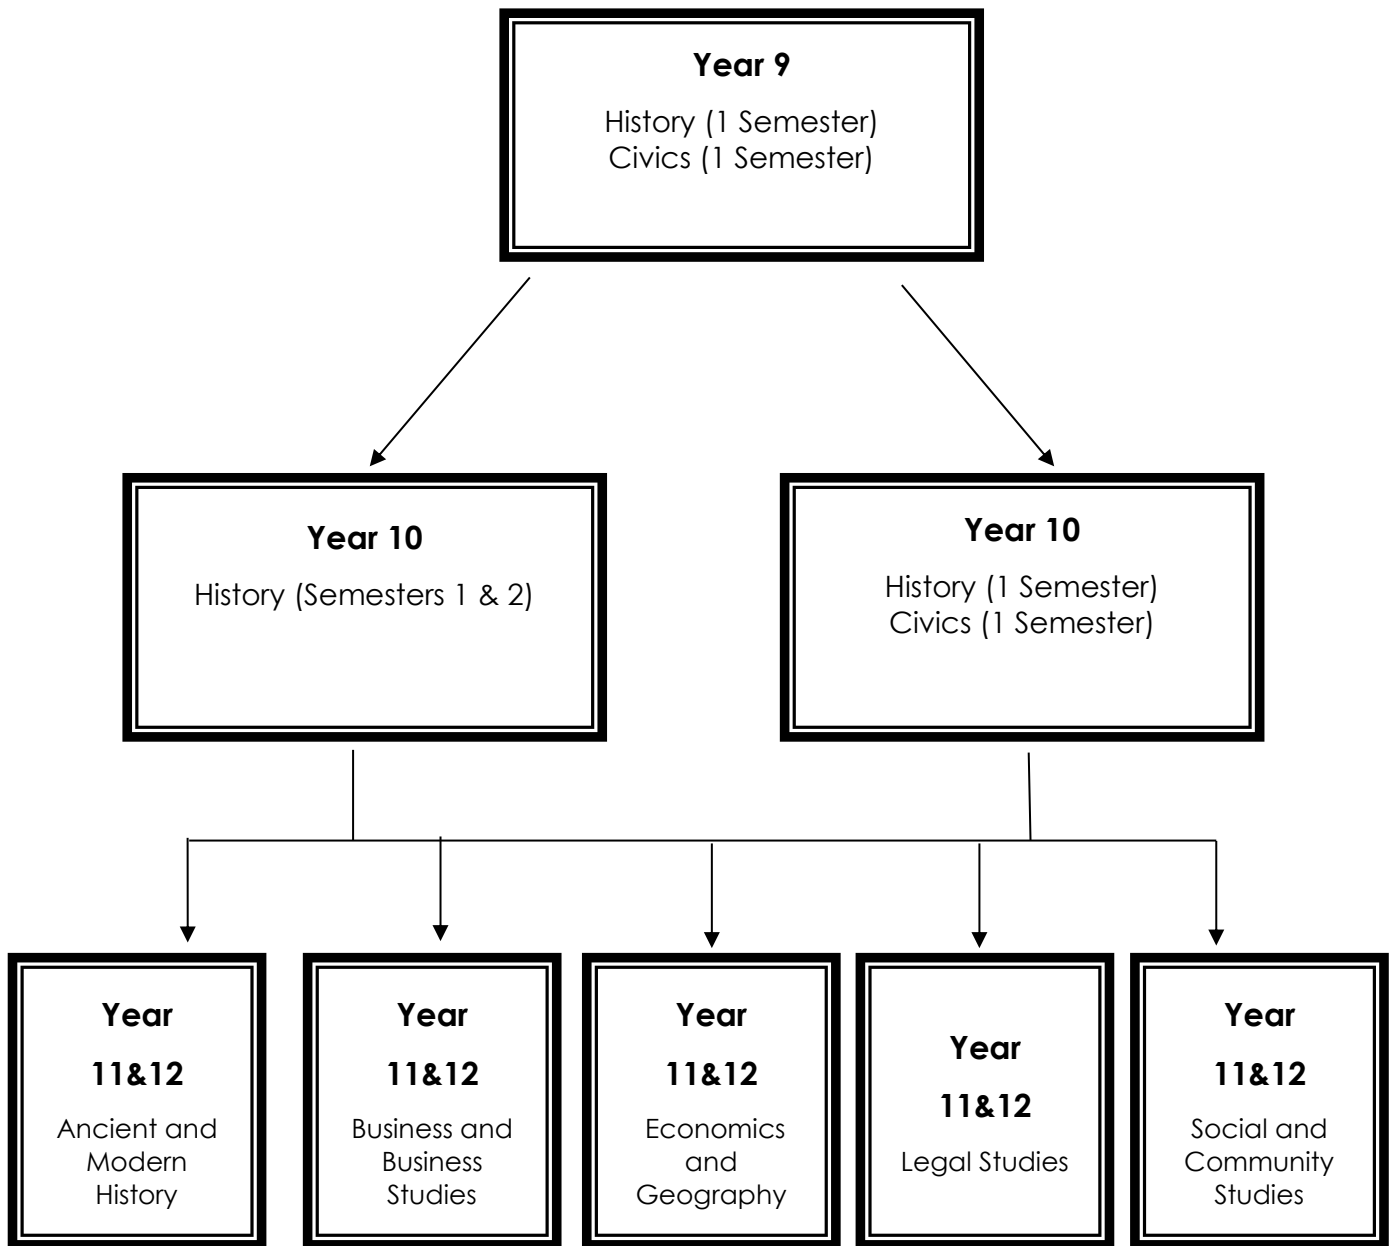 Year 9
History (1 Semester)
Civics (1 Semester)
Year 10
History (Semesters 1 & 2)
Year 10
History (1 Semester)
Civics (1 Semester)
Year
11&12
Ancient and
Modern
History
Year
11&12
Business and
Business
Studies
Year
11&12
Economics
and
Geography
Year
11&12
Legal Studies
Year
11&12
Social and
Community
Studies